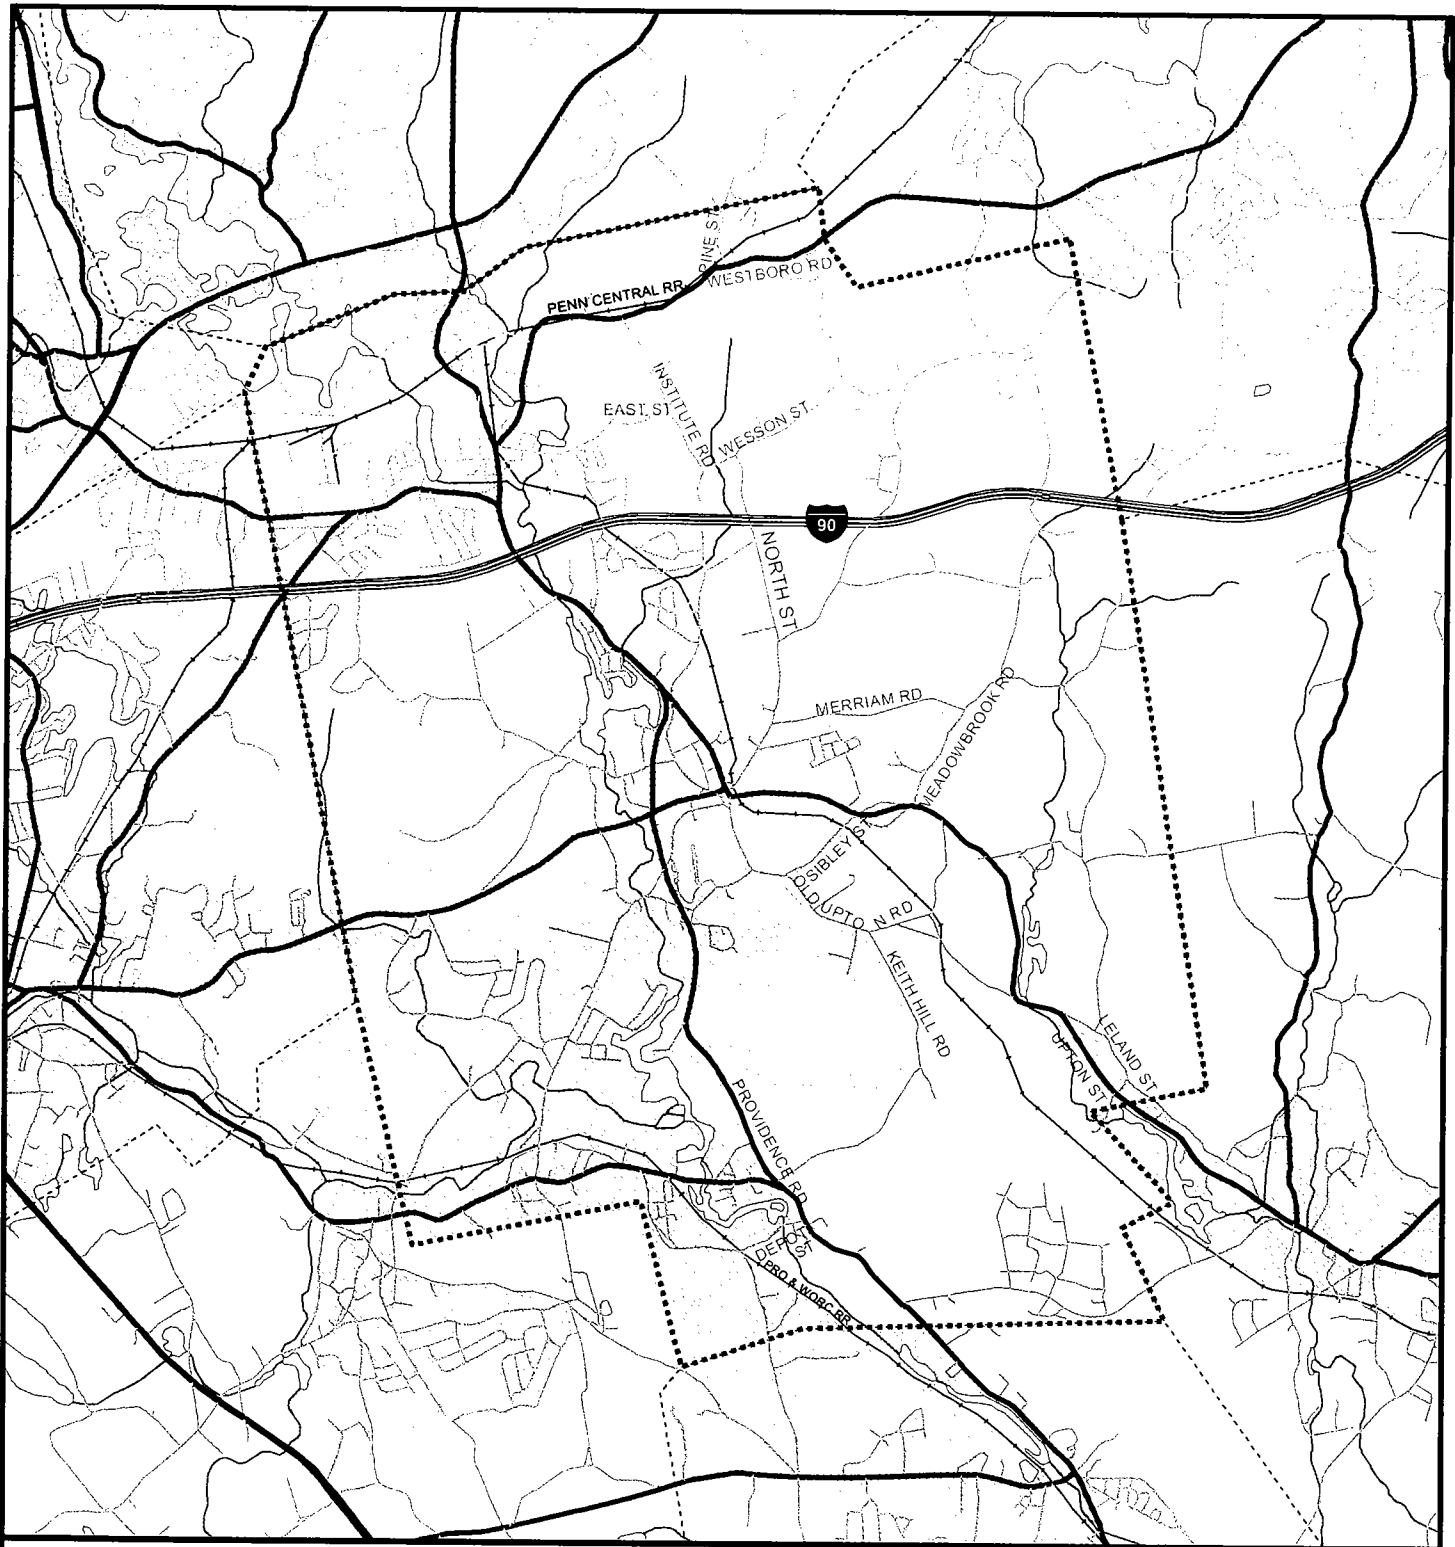 PINE ST
WESTBORO RD
PENN CENTRAL RR
INSTITUTE RD
EAST ST
WESSON ST
90
NORTH ST
MERRIAM RD
MEADOWBROOK RD
SIBLEY ST
OLD UPTON RD
KEITH HILL RD
LELAND ST
UPTON ST
PROVIDENCE RD
DEPOT ST
PRO & WORC RR